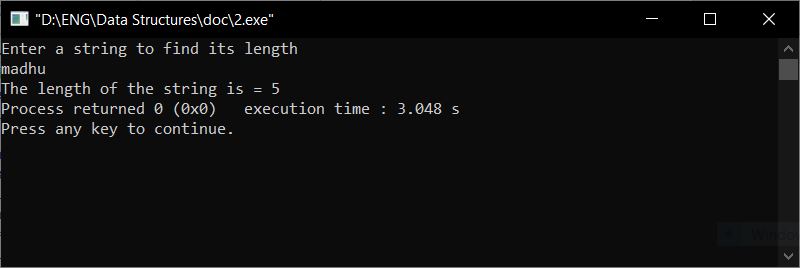 "D:\ENG\Data Structures\doc\2.exe"
Enter a string to find its length
madhu
The length of the string is = 5
Process returned 0 (0x0)   execution time : 3.048 s
Press any key to continue.